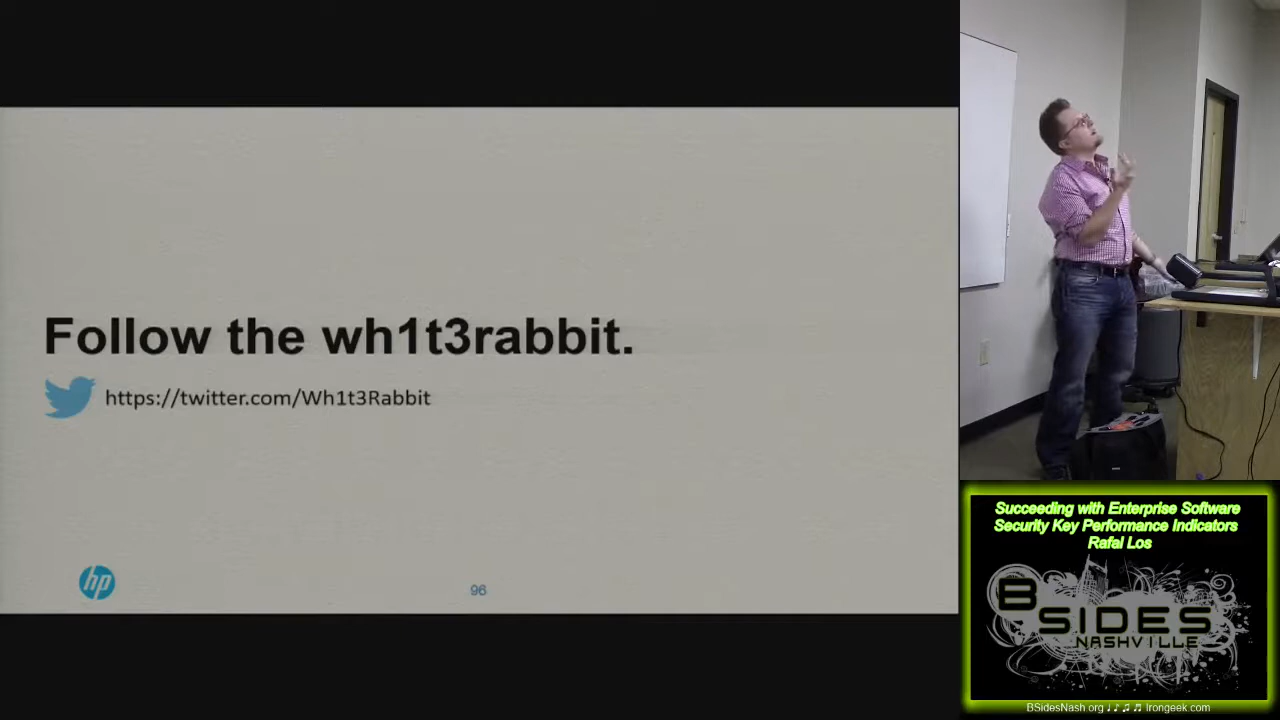 Follow the wh1t3rabbit.
https://twitter.com/Wh1t3Rabbit
hp
96
Succeeding with Enterprise Software
Security Key Performance Indicators
Rafal Los
BSIDES
NASHVILLE
BSidesNash.org ♩ ♪ ♫ ♬ Irongeek.com